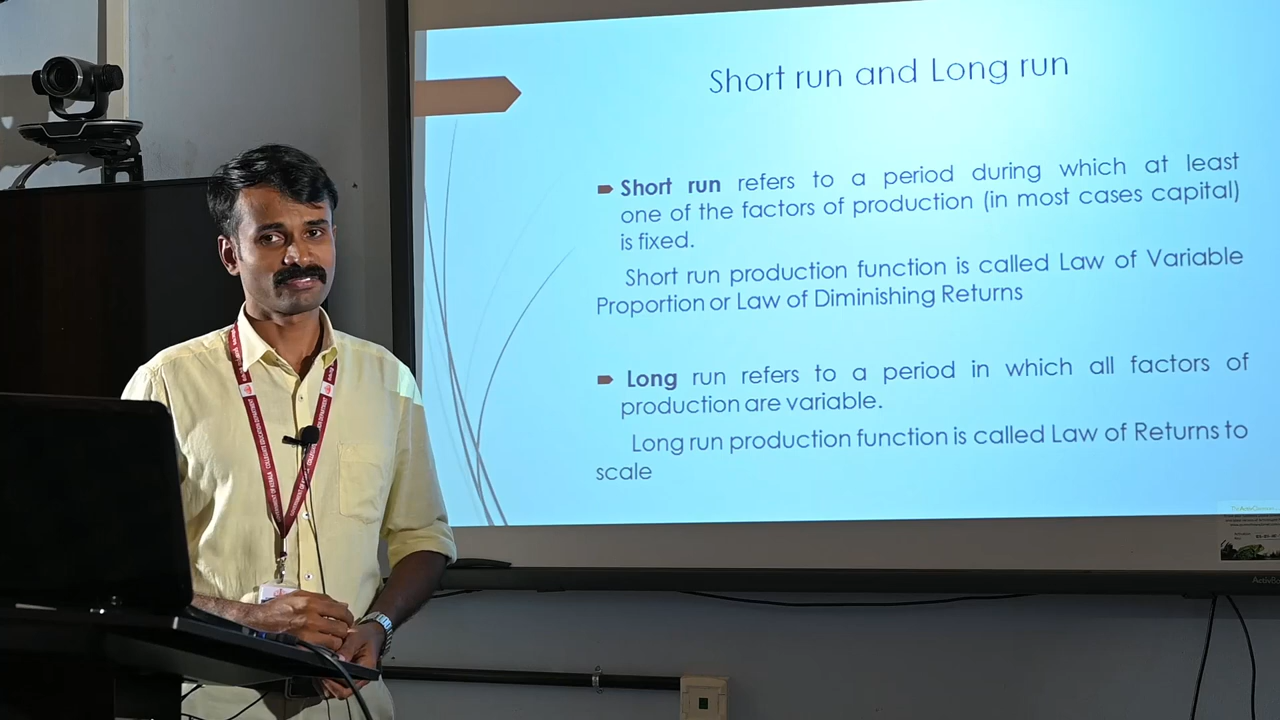 Short run and Long run
Short run refers to a period during which at least
one of the factors of production (in most cases capital)
is fixed.
Short run production function is called Law of Variable
Proportion or Law of Diminishing Returns
Long run refers to a period in which all factors of
production are variable.
Long run production function is called Law of Returns to
scale